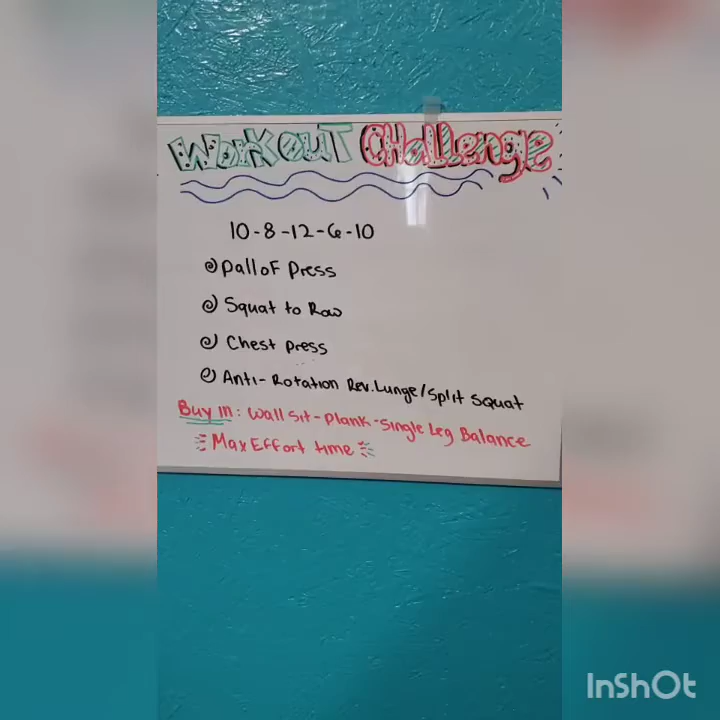 WORKOUT CHaLLenge
10-8-12-6-10
Pallof Press
Squat to Row
Chest press
Anti-Rotation Rev.Lunge/Split Squat
Buy in: Wall Sit-Plank-Single Leg Balance
Max Effort time
InShOt